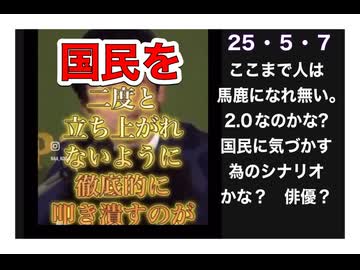 国民を
二度と
立ち上がれ
ないように
徹底的に
叩き潰すのが
25・5・7
ここまで人は
馬鹿になれ無い。
2.0なのかな?
国民に気づかす
為のシナリオ
かな？　俳優？